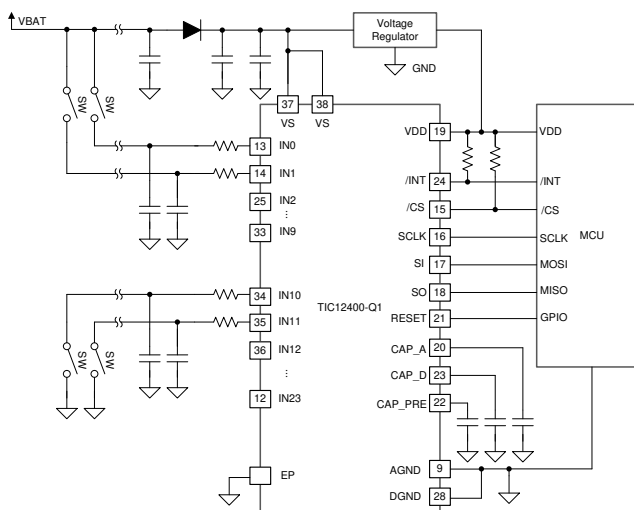 VBAT
Voltage
Regulator
GND
37
38
VS
VS
SW
SW
13
IN0
14
IN1
25
IN2
...
33
IN9
34
IN10
35
IN11
36
IN12
...
12
IN23
SW
SW
EP
TIC12400-Q1
VDD
19
VDD
/INT
24
/INT
/CS
15
/CS
SCLK
16
SCLK
MCU
SI
17
MOSI
SO
18
MISO
RESET
21
GPIO
CAP_A
20
CAP_D
23
CAP_PRE
22
AGND
9
DGND
28